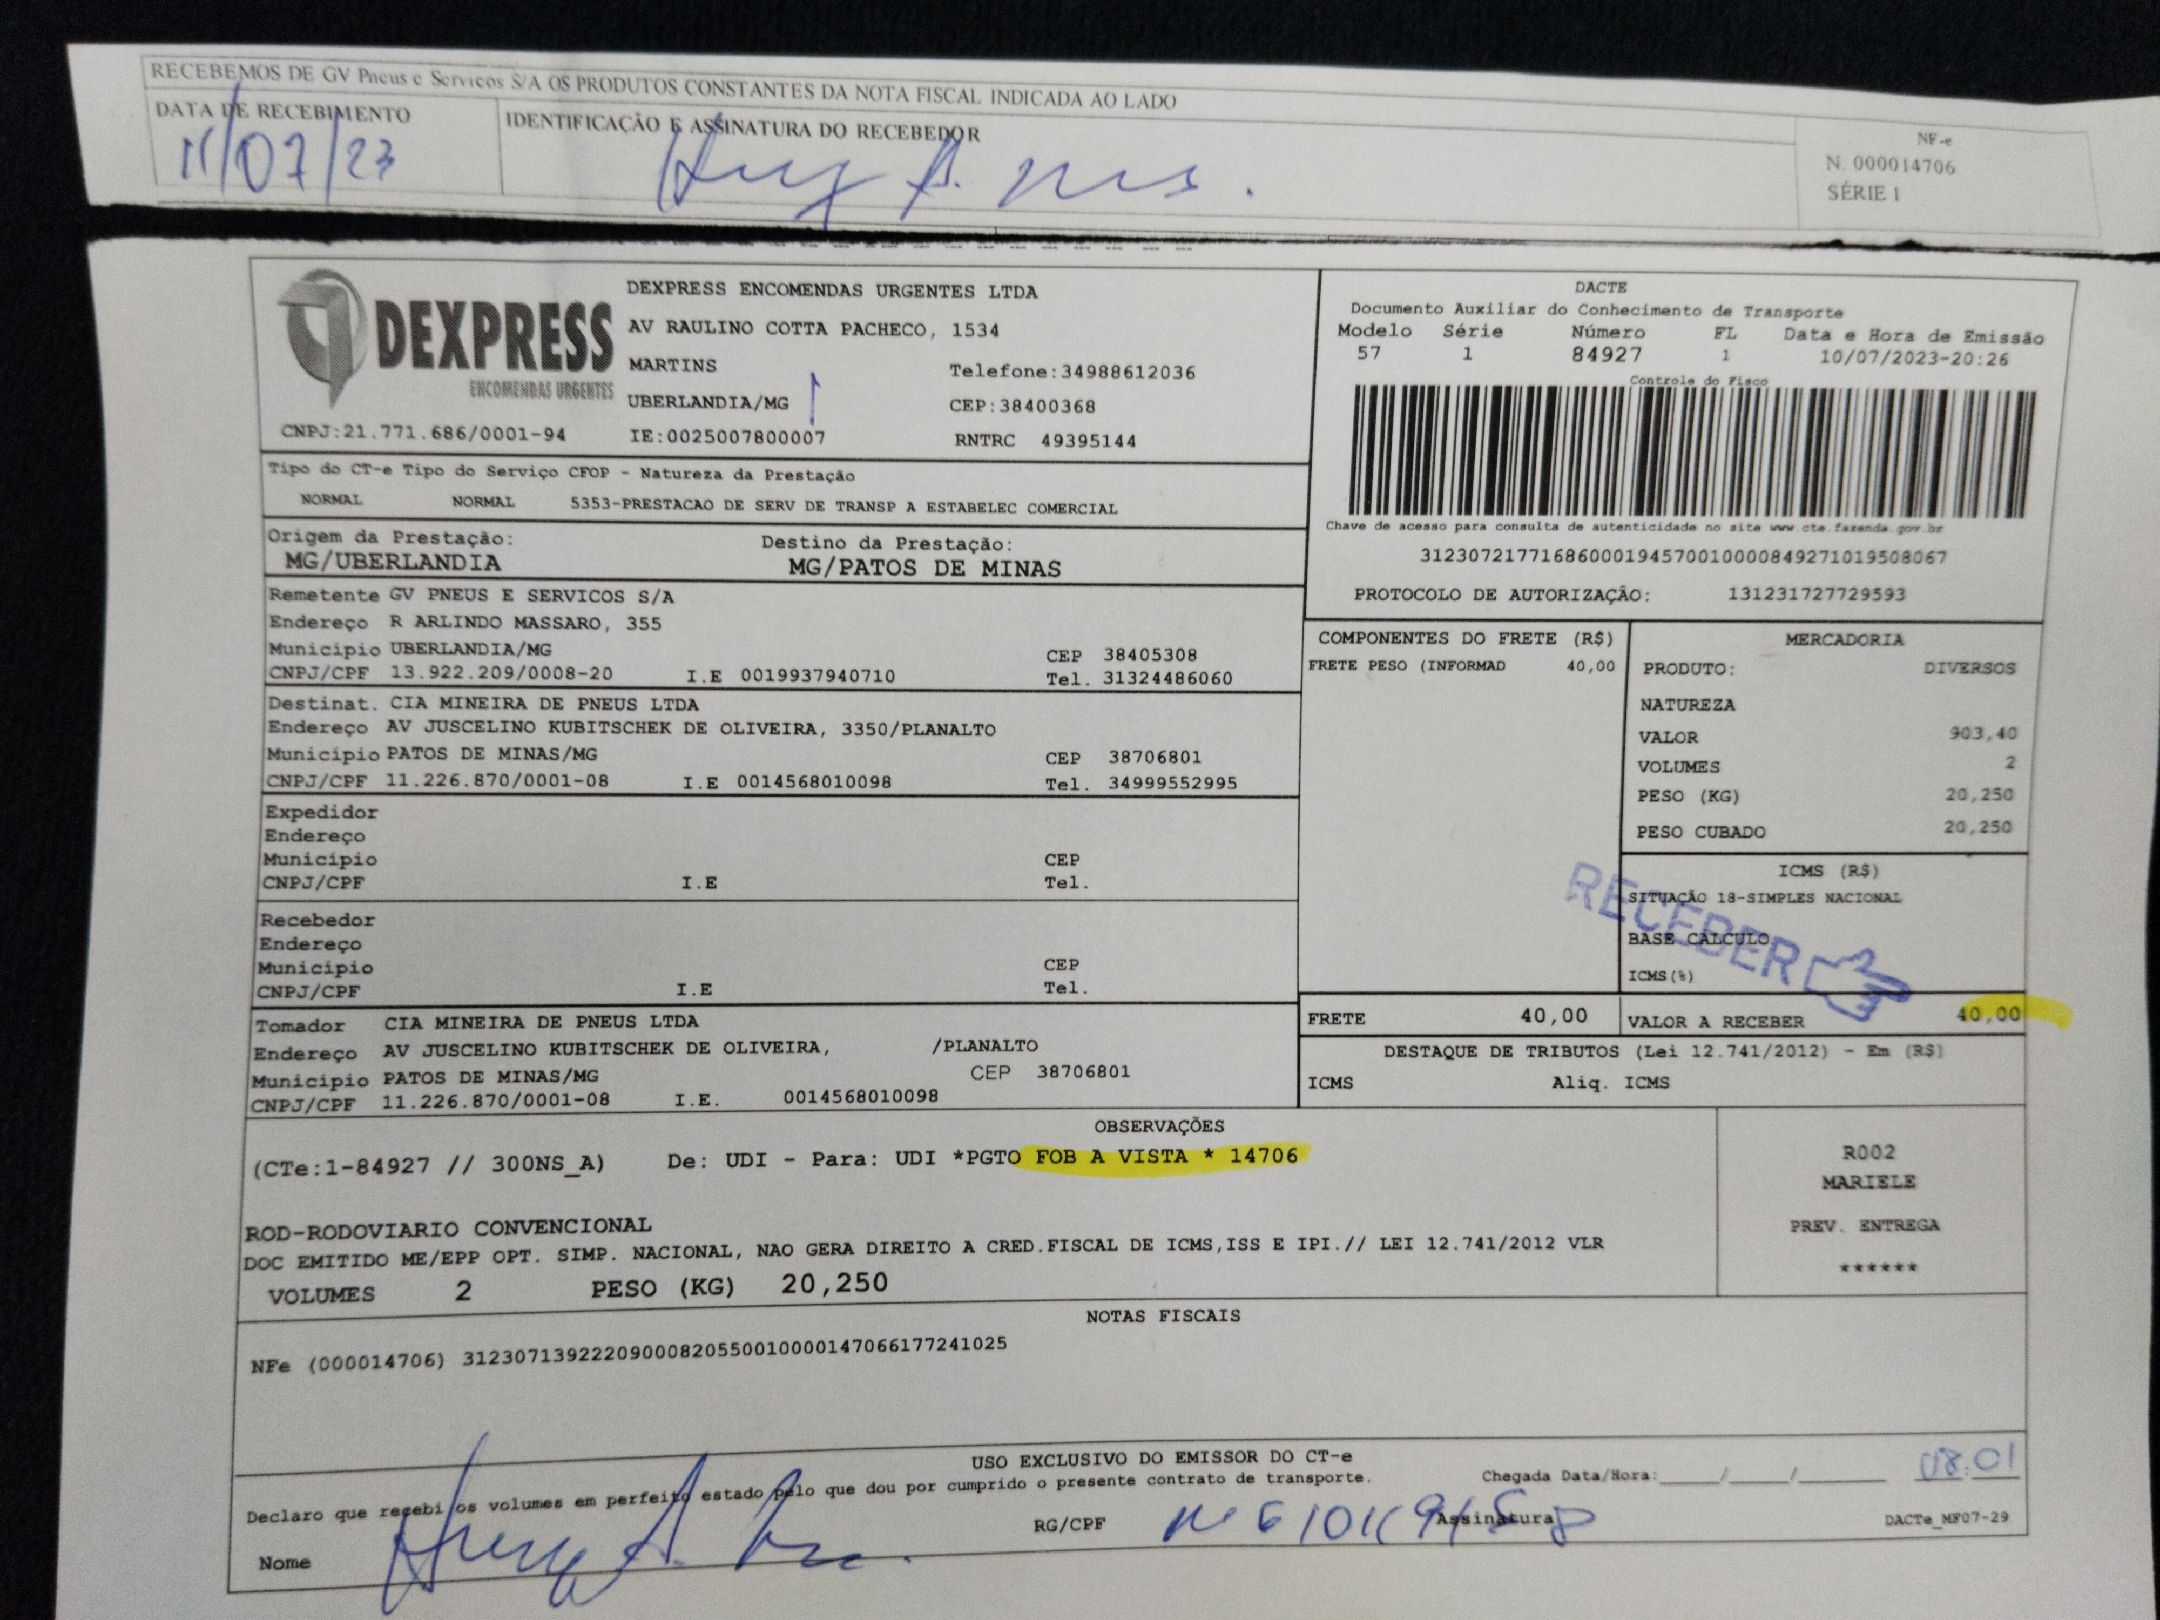 RECEBEMOS DE GV Pneus e Servicos S/A OS PRODUTOS CONSTANTES DA NOTA FISCAL INDICADA AO LADO
DATA DE RECEBIMENTO
IDENTIFICAÇÃO E ASSINATURA DO RECEBEDOR
11/07/23
NF-e
N. 000014706
SÉRIE 1
DEXPRESS
ENCOMENDAS URGENTES
CNPJ:21.771.686/0001-94
DEXPRESS ENCOMENDAS URGENTES LTDA
AV RAULINO COTTA PACHECO, 1534
MARTINS Telefone:34988612036
UBERLANDIA/MG CEP:38400368
IE:0025007800007 RNTRC 49395144
DACTE
Documento Auxiliar do Conhecimento de Transporte
Modelo Série Número FL Data e Hora de Emissão
57 1 84927 1 10/07/2023-20:26
Controle do Fisco
Chave de acesso para consulta de autenticidade no site www.cte.fazenda.gov.br
31230721771686000194570010000849271019508067
PROTOCOLO DE AUTORIZAÇÂO: 131231727729593
Tipo do CT-e Tipo do Serviço CFOP - Natureza da Prestação
NORMAL NORMAL 5353-PRESTACAO DE SERV DE TRANSP A ESTABELEC COMERCIAL
Origem da Prestação: Destino da Prestação:
MG/UBERLANDIA MG/PATOS DE MINAS
Remetente GV PNEUS E SERVICOS S/A
Endereço R ARLINDO MASSARO, 355
Município UBERLANDIA/MG CEP 38405308
CNPJ/CPF 13.922.209/0008-20 I.E 0019937940710 Tel. 31324486060
Destinat. CIA MINEIRA DE PNEUS LTDA
Endereço AV JUSCELINO KUBITSCHEK DE OLIVEIRA, 3350/PLANALTO
Município PATOS DE MINAS/MG CEP 38706801
CNPJ/CPF 11.226.870/0001-08 I.E 0014568010098 Tel. 34999552995
Expedidor
Endereço
Município CEP
CNPJ/CPF I.E Tel.
Recebedor
Endereço
Município CEP
CNPJ/CPF I.E Tel.
Tomador CIA MINEIRA DE PNEUS LTDA
Endereço AV JUSCELINO KUBITSCHEK DE OLIVEIRA, /PLANALTO
Município PATOS DE MINAS/MG CEP 38706801
CNPJ/CPF 11.226.870/0001-08 I.E. 0014568010098
COMPONENTES DO FRETE (R$)
FRETE PESO (INFORMAD 40,00
MERCADORIA
PRODUTO: DIVERSOS
NATUREZA
VALOR 903,40
VOLUMES 2
PESO (KG) 20,250
PESO CUBADO 20,250
ICMS (R$)
SITUAÇÃO 18-SIMPLES NACIONAL
BASE CALCULO
ICMS(%)
RECEBER
FRETE 40,00 VALOR A RECEBER 40,00
DESTAQUE DE TRIBUTOS (Lei 12.741/2012) - Em (R$)
ICMS Aliq. ICMS
OBSERVAÇÕES
(CTe:1-84927 // 300NS_A) De: UDI - Para: UDI *PGTO FOB A VISTA * 14706
ROD-RODOVIARIO CONVENCIONAL
DOC EMITIDO ME/EPP OPT. SIMP. NACIONAL, NAO GERA DIREITO A CRED.FISCAL DE ICMS,ISS E IPI.// LEI 12.741/2012 VLR
VOLUMES 2 PESO (KG) 20,250
R002
MARIELE
PREV. ENTREGA
******
NOTAS FISCAIS
NFe (000014706) 31230713922209000820550010000147066177241025
USO EXCLUSIVO DO EMISSOR DO CT-e
Declaro que recebi os volumes em perfeito estado pelo que dou por cumprido o presente contrato de transporte.
Chegada Data/Hora:____/____/____ 08:01
Nome
RG/CPF
Assinatura
DACTe_MF07-29